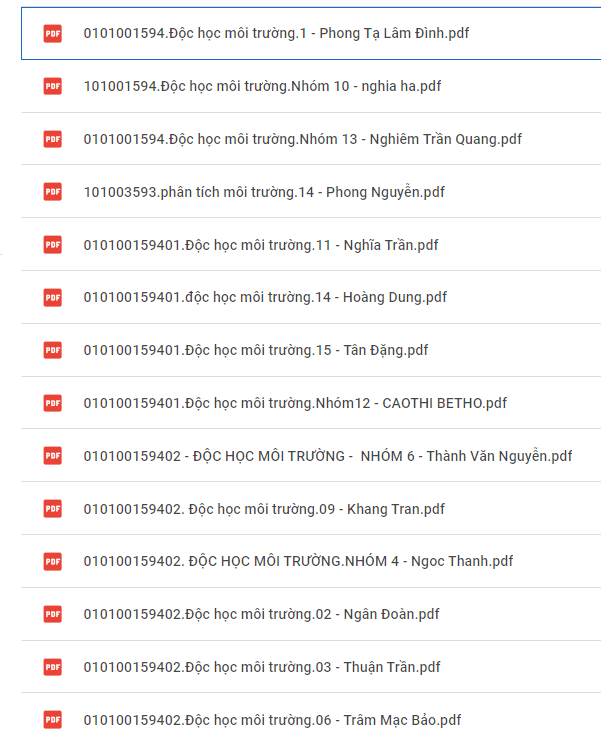 PDF 0101001594.Độc học môi trường.1 - Phong Tạ Lâm Đình.pdf
PDF 101001594.Độc học môi trường.Nhóm 10 - nghia ha.pdf
PDF 0101001594.Độc học môi trường.Nhóm 13 - Nghiêm Trần Quang.pdf
PDF 101003593.phân tích môi trường.14 - Phong Nguyễn.pdf
PDF 010100159401.Độc học môi trường.11 - Nghĩa Trần.pdf
PDF 010100159401.độc học môi trường.14 - Hoàng Dung.pdf
PDF 010100159401.Độc học môi trường.15 - Tân Đặng.pdf
PDF 010100159401.Độc học môi trường.Nhóm12 - CAOTHI BETHO.pdf
PDF 010100159402 - ĐỘC HỌC MÔI TRƯỜNG -  NHÓM 6 - Thành Văn Nguyễn.pdf
PDF 010100159402. Độc học môi trường.09 - Khang Tran.pdf
PDF 010100159402. ĐỘC HỌC MÔI TRƯỜNG.NHÓM 4 - Ngoc Thanh.pdf
PDF 010100159402.Độc học môi trường.02 - Ngân Đoàn.pdf
PDF 010100159402.Độc học môi trường.03 - Thuận Trần.pdf
PDF 010100159402.Độc học môi trường.06 - Trâm Mạc Bảo.pdf